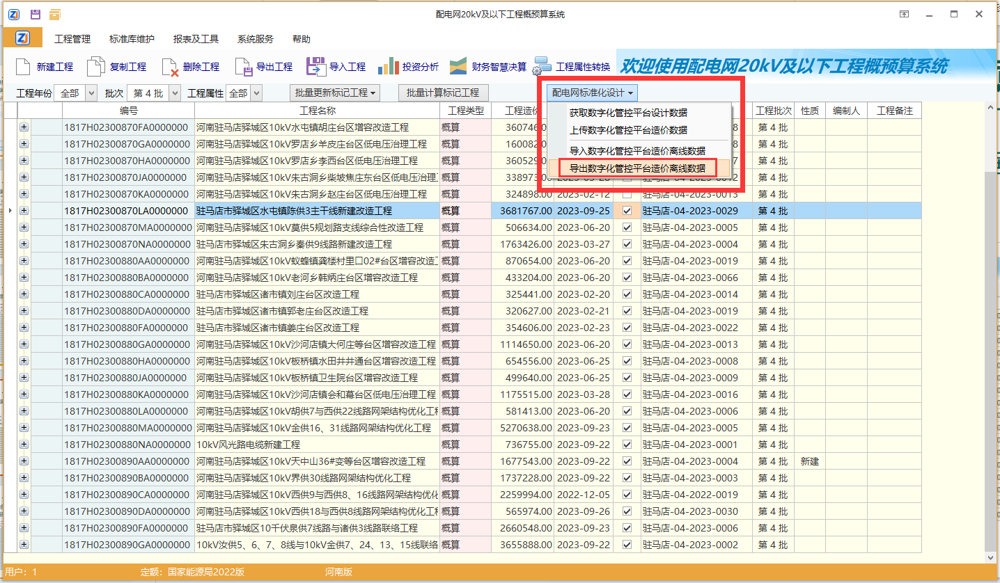 配电网20kV及以下工程概预算系统
工程管理 标准库维护 报表及工具 系统服务 帮助
新建工程 复制工程 删除工程 导出工程 导入工程 投资分析 财务智慧决算 工程属性转换 欢迎使用配电网20kV及以下工程概预算系统
工程年份 全部 批次 第 4 批 工程属性 全部 批量更新标记工程 批量计算标记工程 配电网标准化设计
获取数字化管控平台设计数据
上传数字化管控平台造价数据
导入数字化管控平台造价离线数据
导出数字化管控平台造价离线数据
编号 工程名称 工程类型 工程造价 工程批次 性质 编制人 工程备注
1817H02300870FA0000000 河南驻马店驿城区10kV水屯镇胡庄台区增容改造工程 概算 360746.0 8 第 4 批
1817H02300870GA0000000 河南驻马店驿城区10kV罗店乡羊皮庄台区低电压治理工程 概算 160082.0 8 第 4 批
1817H02300870HA0000000 河南驻马店驿城区10kV罗店乡李西台区低电压治理工程 概算 360529.0 7 第 4 批
1817H02300870JA0000000 河南驻马店驿城区10kV朱古洞乡柴坡焦庄东台区低电压治理 概算 338973.0 驻马店-04-2023-0012 第 4 批
1817H02300870KA0000000 河南驻马店驿城区10kV朱古洞乡赵庄台区低电压治理工程 概算 324898.00 2023-02-12 驻马店-04-2023-0013 第 4 批
1817H02300870LA0000000 驻马店市驿城区水屯镇陈供3主干线新建改造工程 概算 3681767.00 2023-09-25 驻马店-04-2023-0029 第 4 批
1817H02300870MA0000000 河南驻马店驿城区10kV莫供5规划路支线综合性改造工程 概算 506634.00 2023-06-20 驻马店-04-2023-0005 第 4 批
1817H02300870NA0000000 驻马店市驿城区朱古洞乡秦供9线路新建改造工程 概算 1763426.00 2023-03-27 驻马店-04-2023-0004 第 4 批
1817H02300880AA0000000 河南驻马店驿城区10kV蚁蜂镇龚楼村里口02#台区增容改造工 概算 870654.00 2023-06-20 驻马店-04-2023-0019 第 4 批
1817H02300880BA0000000 河南驻马店驿城区10kV老河乡韩炳庄台区增容改造工程 概算 433204.00 2023-06-20 驻马店-04-2023-0066 第 4 批
1817H02300880CA0000000 驻马店市驿城区诸市镇刘庄台区改造工程 概算 325441.00 2023-02-20 驻马店-04-2023-0014 第 4 批
1817H02300880DA0000000 驻马店市驿城区诸市镇郭老庄台区改造工程 概算 320627.00 2023-02-21 驻马店-04-2023-0019 第 4 批
1817H02300880FA0000000 驻马店市驿城区诸市镇姜庄台区改造工程 概算 354606.00 2023-02-23 驻马店-04-2023-0022 第 4 批
1817H02300880GA0000000 河南驻马店驿城区10kV沙河店镇大何庄等台区增容改造工程 概算 1114650.00 2023-06-20 驻马店-04-2023-0013 第 4 批
1817H02300880HA0000000 河南驻马店驿城区10kV板桥镇水田井井通台区增容改造工程 概算 654556.00 2023-06-25 驻马店-04-2023-0008 第 4 批
1817H02300880JA0000000 河南驻马店驿城区10kV板桥镇卫生院台区增容改造工程 概算 499640.00 2023-06-25 驻马店-04-2023-0009 第 4 批
1817H02300880KA0000000 河南驻马店驿城区10kV沙河店镇会和幕台区低电压治理工程 概算 1175515.00 2023-03-28 驻马店-04-2023-0016 第 4 批
1817H02300880LA0000000 河南驻马店驿城区10kV胡供7与西供22线路网架结构优化工程 概算 581413.00 2023-06-20 驻马店-04-2023-0006 第 4 批
1817H02300880MA0000000 河南驻马店驿城区10kV金供16、31线路网架结构优化工程 概算 5270638.00 2023-09-23 驻马店-04-2023-0005 第 4 批
1817H02300880NA0000000 10kV风光路电缆新建工程 概算 736755.00 2023-09-22 驻马店-04-2023-0001 第 4 批
1817H02300890AA0000000 河南驻马店驿城区10kV天中山36#变等台区增容改造工程 概算 1677543.00 2023-09-22 驻马店-04-2023-0004 第 4 批 新建
1817H02300890BA0000000 河南驻马店驿城区10kV界供30线路网架结构优化工程 概算 1737228.00 2023-09-22 驻马店-04-2023-0003 第 4 批
1817H02300890CA0000000 河南驻马店驿城区10kV西供9与西供8、16线路网架结构优化 概算 2259994.00 2022-12-05 驻马店-04-2022-0019 第 4 批
1817H02300890DA0000000 河南驻马店驿城区10kV西供18与西供8线路网架结构优化工程 概算 565974.00 2023-09-26 驻马店-04-2023-0030 第 4 批
1817H02300890FA0000000 驻马店市驿城区10千伏泉供7线路与诸供3线路联络工程 概算 2660548.00 2023-09-23 驻马店-04-2023-0006 第 4 批
1817H02300890GA0000000 10kV汝供5、6、7、8线与10kV金供7、24、13、15线联络 概算 3655888.00 2023-09-22 驻马店-04-2023-0002 第 4 批
用户：1 定额：国家能源局2022版 河南版